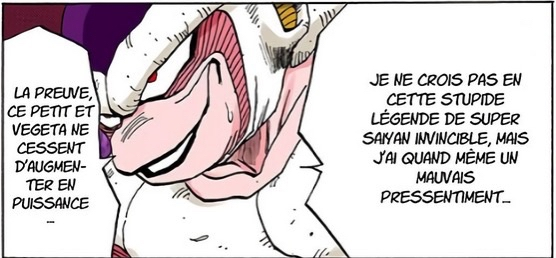 JE NE CROIS PAS EN
CETTE STUPIDE
LÉGENDE DE SUPER
SAIYAN INVINCIBLE, MAIS
J'AI QUAND MÊME UN
MAUVAIS
PRESSENTIMENT...
LA PREUVE,
CE PETIT ET
VEGETA NE
CESSENT
D'AUGMEN-
TER EN
PUISSANCE
...